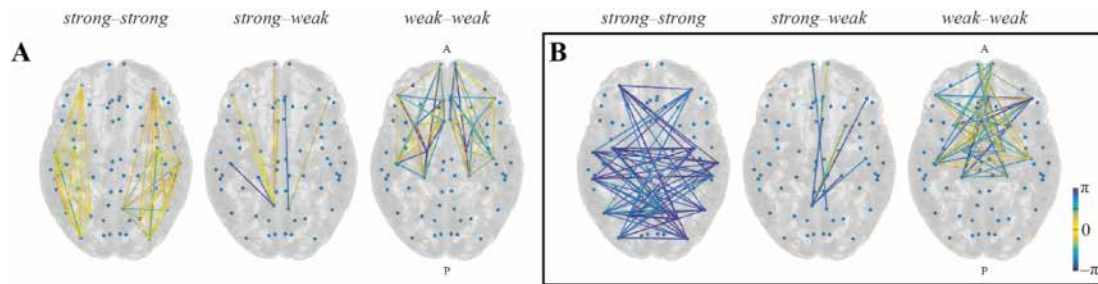 strong–strong strong–weak weak–weak strong–strong strong–weak weak–weak
A A B A
π
0
−π
P P